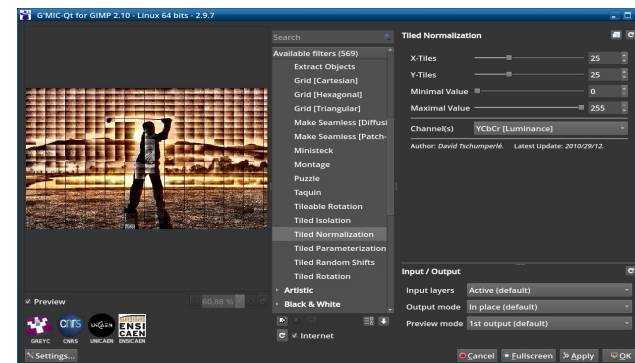 G'MIC-Qt for GIMP 2.10 - Linux 64 bits - 2.9.7
Search
Available filters (569)
Extract Objects
Grid [Cartesian]
Grid [Hexagonal]
Grid [Triangular]
Make Seamless [Diffusi
Make Seamless [Patch-
Ministeck
Montage
Puzzle
Taquin
Tileable Rotation
Tiled Isolation
Tiled Normalization
Tiled Parameterization
Tiled Random Shifts
Tiled Rotation
Artistic
Black & White
Internet
Preview
60,88 %
GREYC
cnrs
CNRS
UNICAEN
UNICAEN
ENSI
CAEN
ENSICAEN
Settings...
Tiled Normalization
X-Tiles 25
Y-Tiles 25
Minimal Value 0
Maximal Value 255
Channel(s) YCbCr [Luminance]
Author: David Tschumperlé. Latest Update: 2010/29/12.
Input / Output
Input layers Active (default)
Output mode In place (default)
Preview mode 1st output (default)
Cancel Fullscreen Apply OK